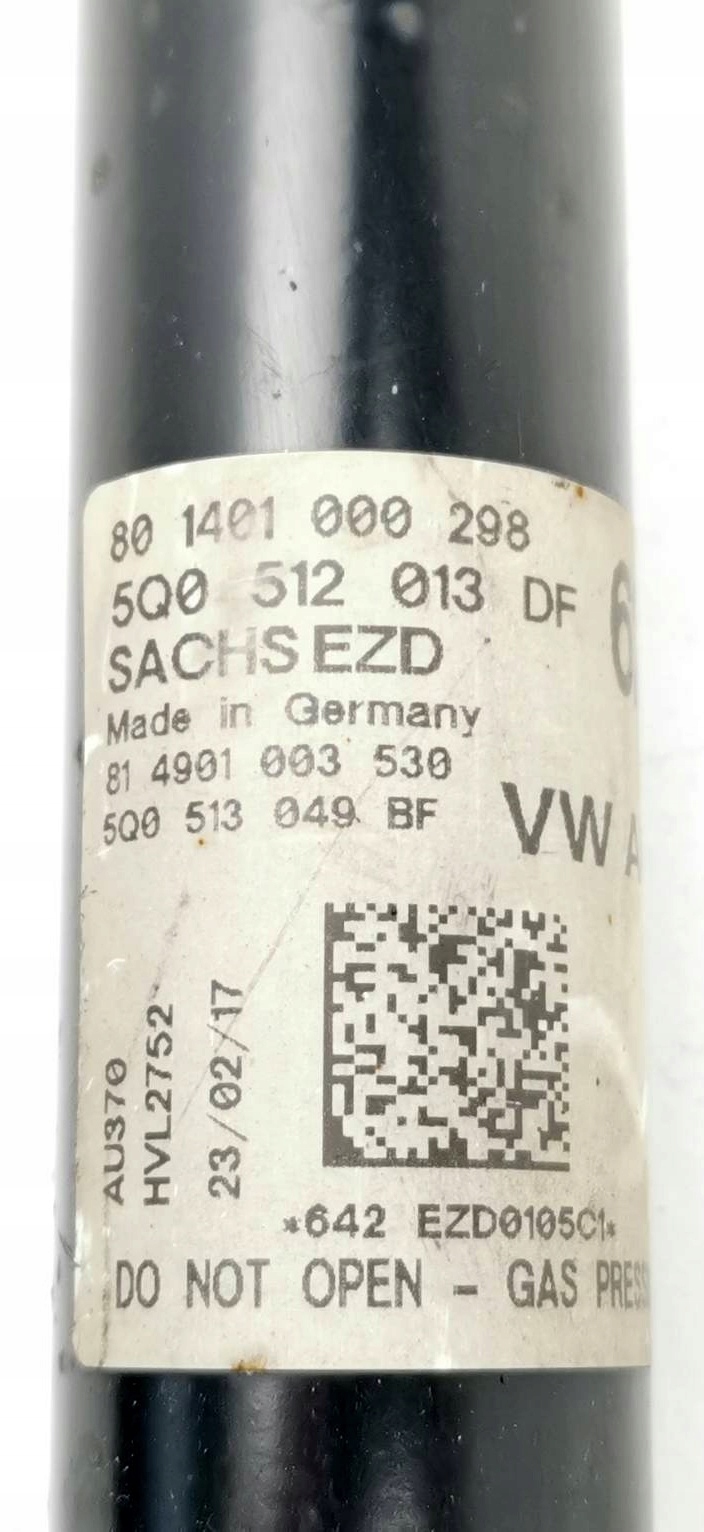 80 1401 000 298
5Q0 512 013 DF
SACHS EZD
Made in Germany
81 4901 003 530
5Q0 513 049 BF
VW
AU370
HVL2752
23/02/17
*642 EZD0105C1*
DO NOT OPEN - GAS